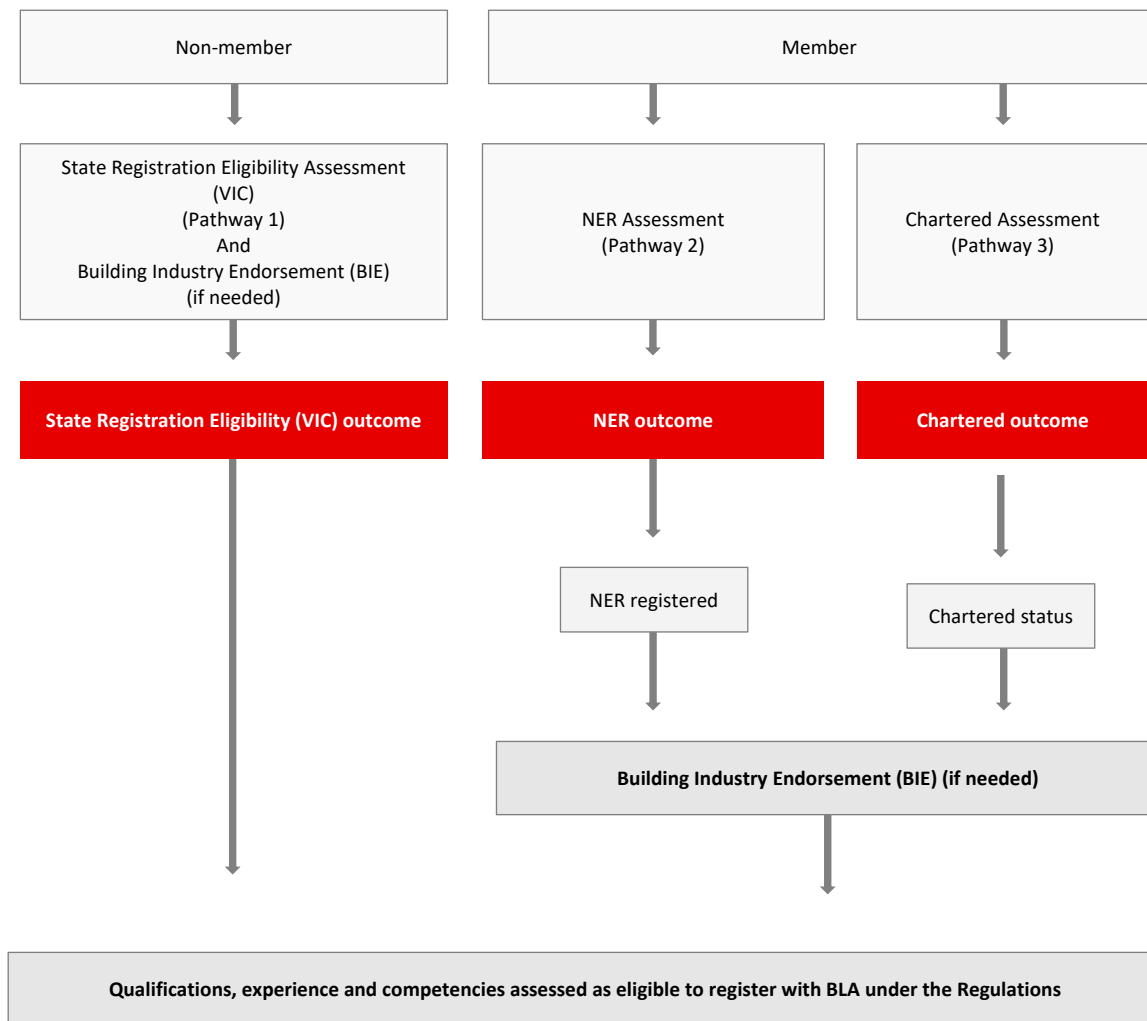 Non-member
Member
State Registration Eligibility Assessment
(VIC)
(Pathway 1)
And
Building Industry Endorsement (BIE)
(if needed)
NER Assessment
(Pathway 2)
Chartered Assessment
(Pathway 3)
State Registration Eligibility (VIC) outcome
NER outcome
Chartered outcome
NER registered
Chartered status
Building Industry Endorsement (BIE) (if needed)
Qualifications, experience and competencies assessed as eligible to register with BLA under the Regulations